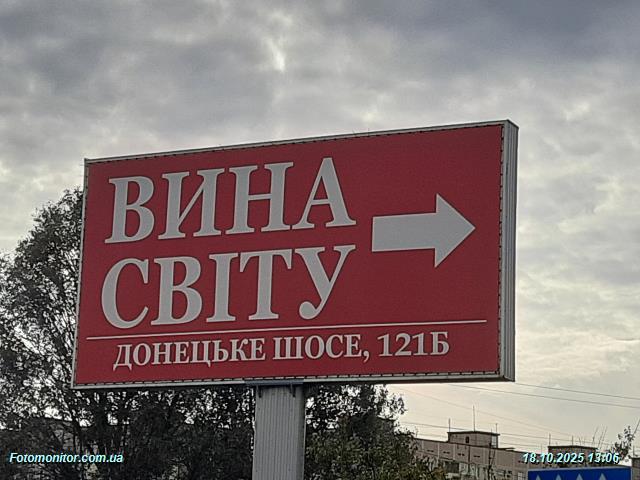 ВИНА
СВІТУ
ДОНЕЦЬКЕ ШОСЕ, 121Б
Fotomonitor.com.ua
18.10.2025 13:06